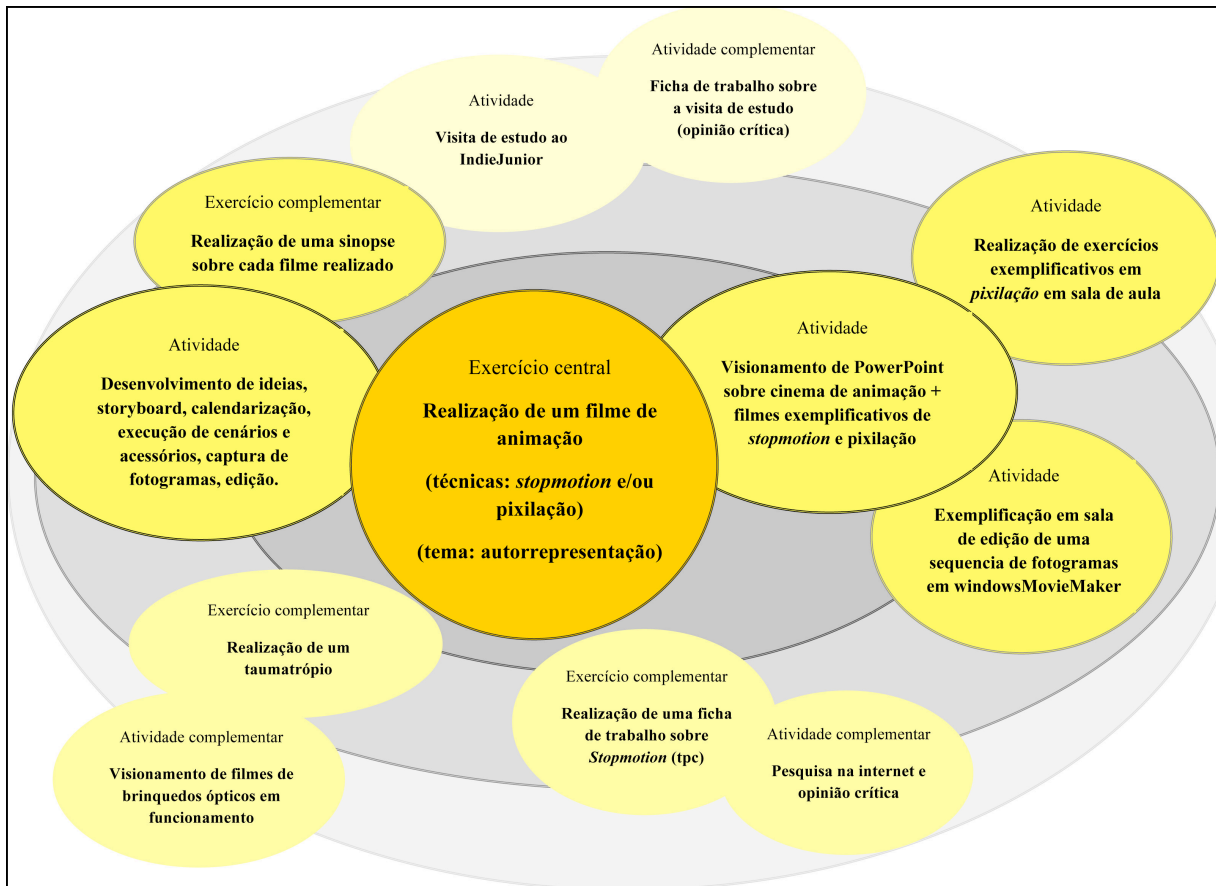 Atividade complementar
Ficha de trabalho sobre
a visita de estudo
(opinião crítica)
Atividade
Visita de estudo ao
IndieJunior
Exercício complementar
Realização de uma sinopse
sobre cada filme realizado
Atividade
Realização de exercícios
exemplificativos em
pixilação em sala de aula
Atividade
Desenvolvimento de ideias,
storyboard, calendarização,
execução de cenários e
acessórios, captura de
fotogramas, edição.
Exercício central
Realização de um filme de
animação
(técnicas: stopmotion e/ou
pixilação)
(tema: autorrepresentação)
Atividade
Visionamento de PowerPoint
sobre cinema de animação +
filmes exemplificativos de
stopmotion e pixilação
Atividade
Exemplificação em sala
de edição de uma
sequencia de fotogramas
em windowsMovieMaker
Exercício complementar
Realização de um
taumatrópio
Atividade complementar
Visionamento de filmes de
brinquedos ópticos em
funcionamento
Exercício complementar
Realização de uma ficha
de trabalho sobre
Stopmotion (tpc)
Atividade complementar
Pesquisa na internet e
opinião crítica